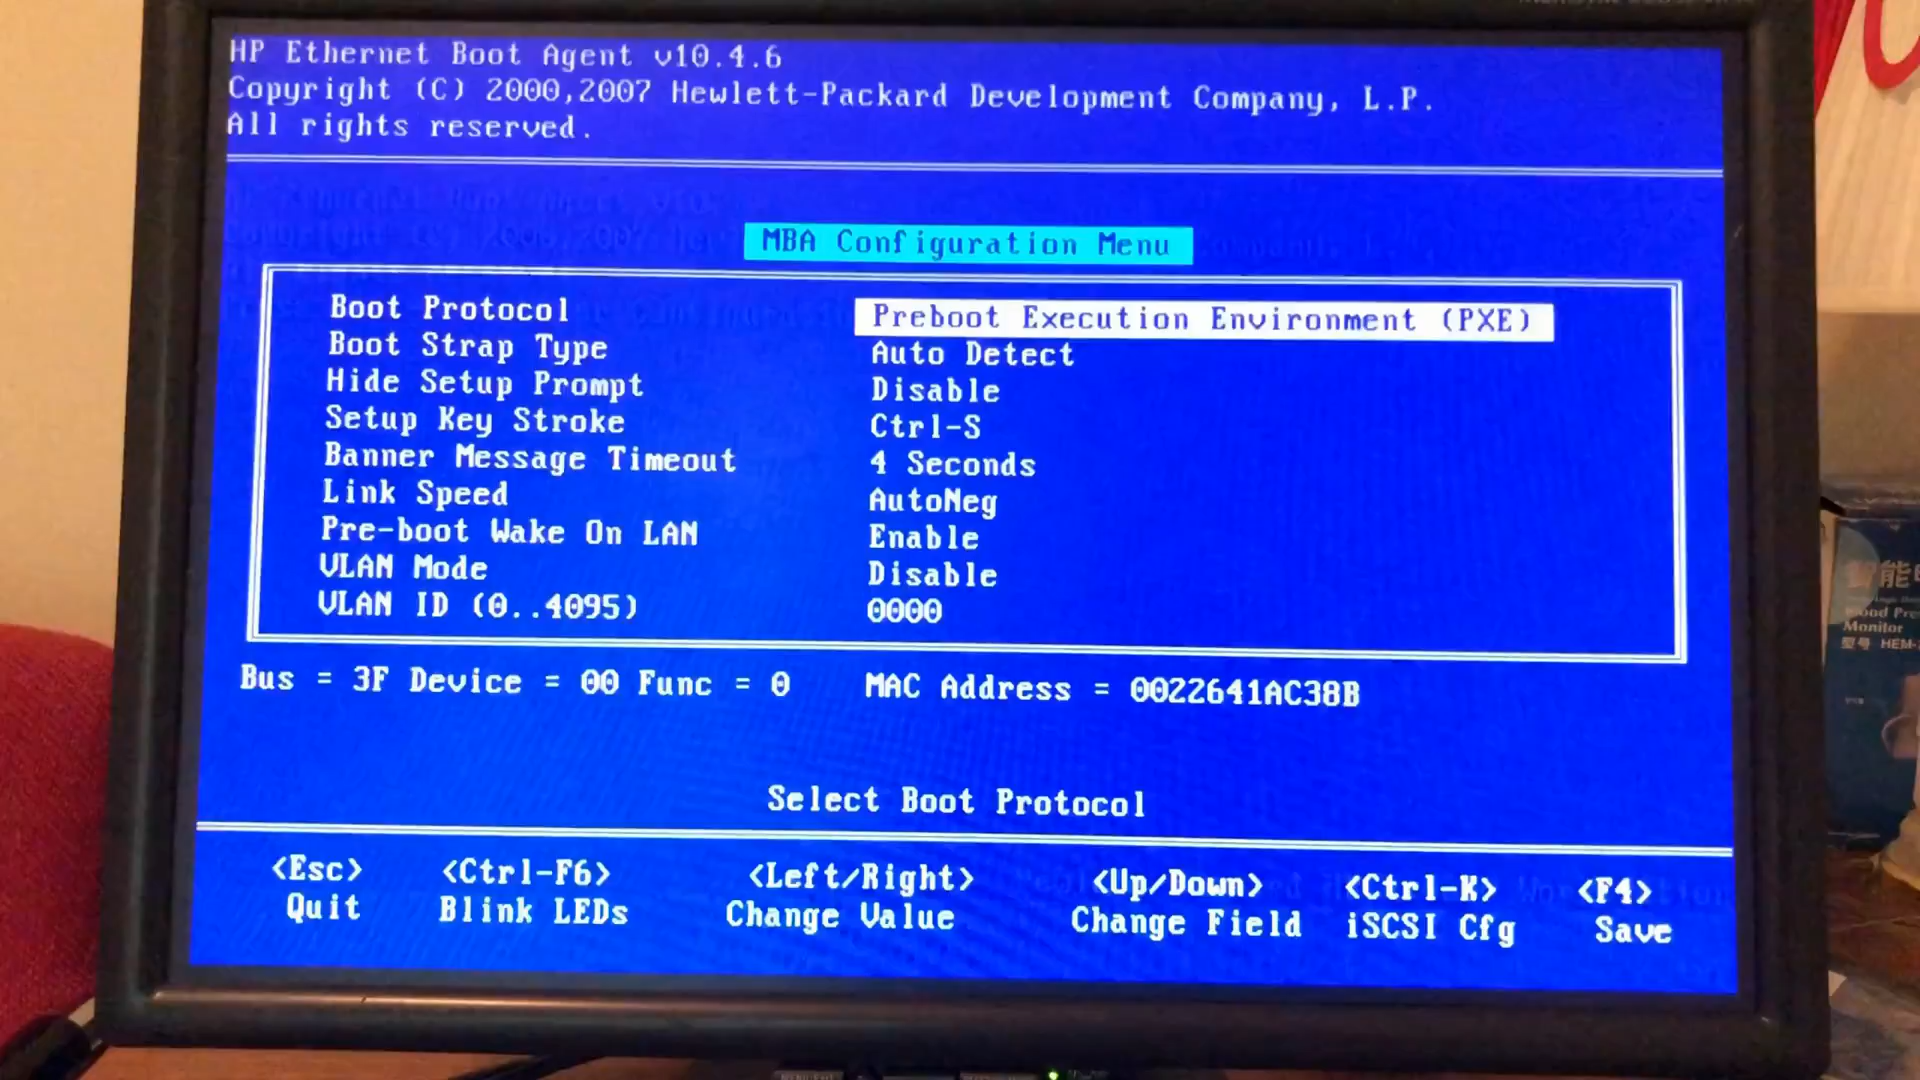 HP Ethernet Boot Agent v10.4.6
Copyright (C) 2000,2007 Hewlett-Packard Development Company, L.P.
All rights reserved.
MBA Configuration Menu
Boot Protocol Preboot Execution Environment (PXE)
Boot Strap Type Auto Detect
Hide Setup Prompt Disable
Setup Key Stroke Ctrl-S
Banner Message Timeout 4 Seconds
Link Speed AutoNeg
Pre-boot Wake On LAN Enable
VLAN Mode Disable
VLAN ID (0..4095) 0000
Bus = 3F Device = 00 Func = 0 MAC Address = 0022641AC38B
Select Boot Protocol
<Esc> <Ctrl-F6> <Left/Right> <Up/Down> <Ctrl-K> <F4>
Quit Blink LEDs Change Value Change Field iSCSI Cfg Save
Monitor
型号 HEM-